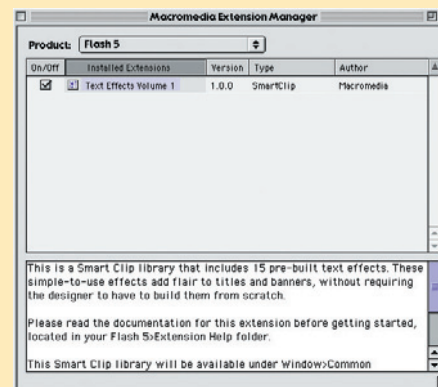 Macromedia Extension Manager
Product: Flash 5
On/Off Installed Extensions Version Type Author
Text Effects Volume 1 1.0.0 SmartClip Macromedia
This is a Smart Clip library that includes 15 pre-built text effects. These
simple-to-use effects add flair to titles and banners, without requiring
the designer to have to build them from scratch.
Please read the documentation for this extension before getting started,
located in your Flash 5>Extension Help folder.
This Smart Clip library will be available under Window>Common